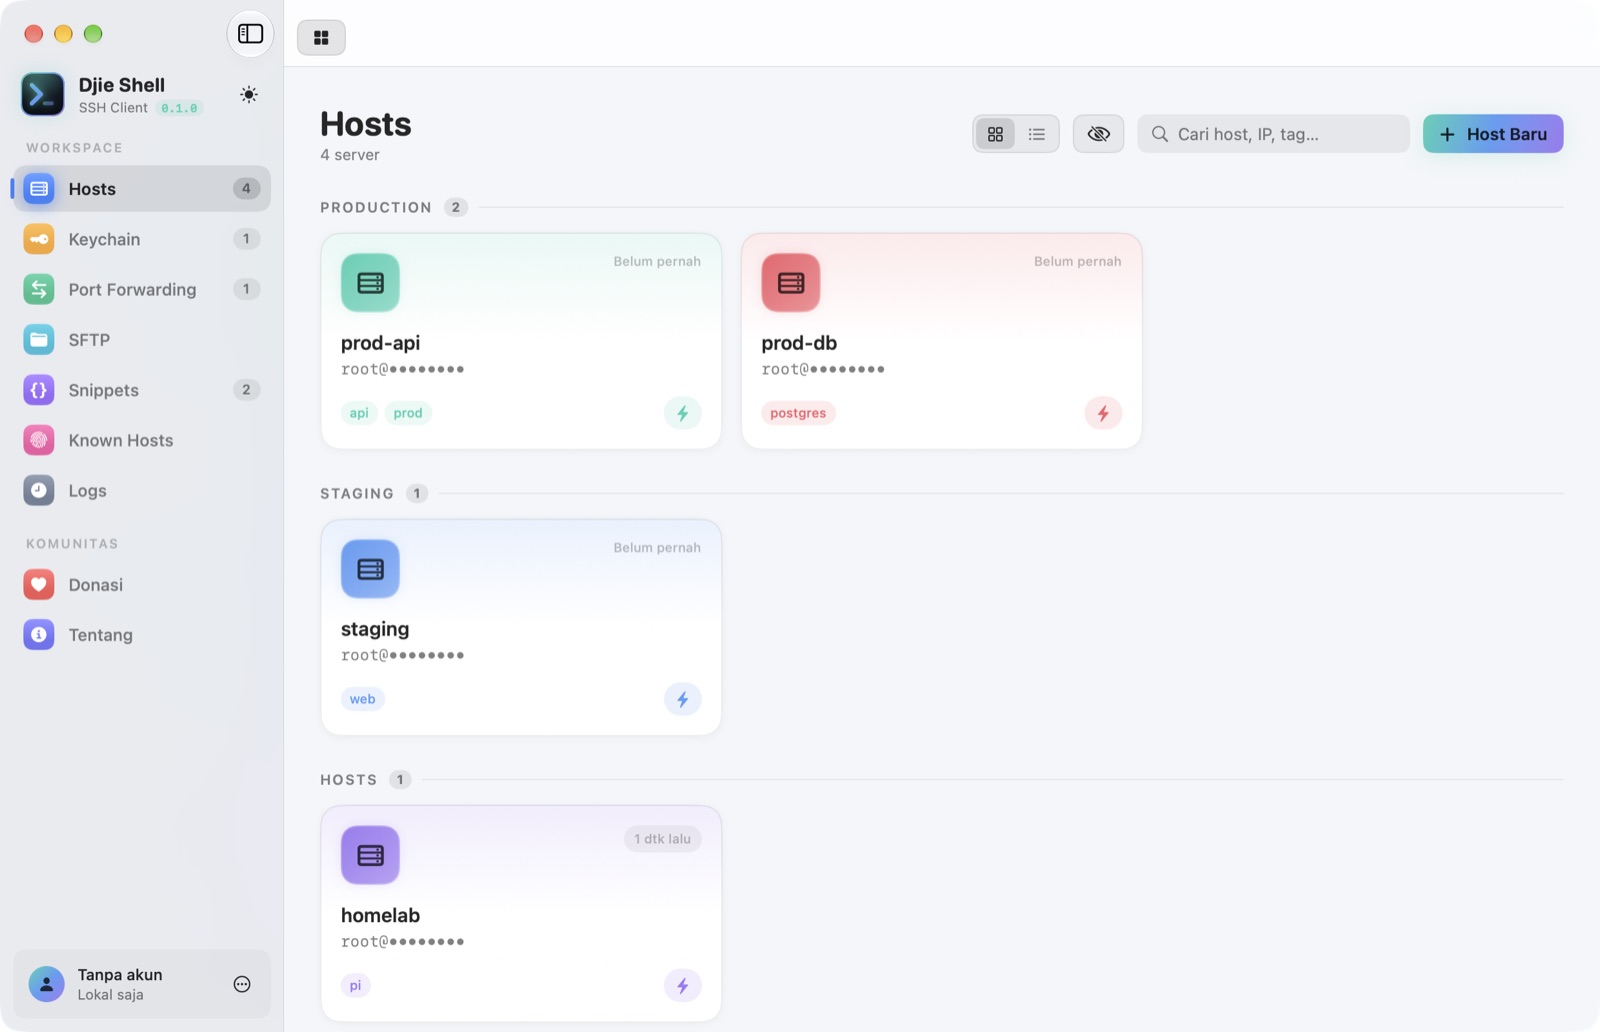 Djie Shell
SSH Client 0.1.0
WORKSPACE
Hosts 4
Keychain 1
Port Forwarding 1
SFTP
Snippets 2
Known Hosts
Logs
KOMUNITAS
Donasi
Tentang
Tanpa akun
Lokal saja
Hosts
4 server
Cari host, IP, tag...
+ Host Baru
PRODUCTION 2
Belum pernah
prod-api
root@••••••••
api prod
Belum pernah
prod-db
root@••••••••
postgres
STAGING 1
Belum pernah
staging
root@••••••••
web
HOSTS 1
1 dtk lalu
homelab
root@••••••••
pi